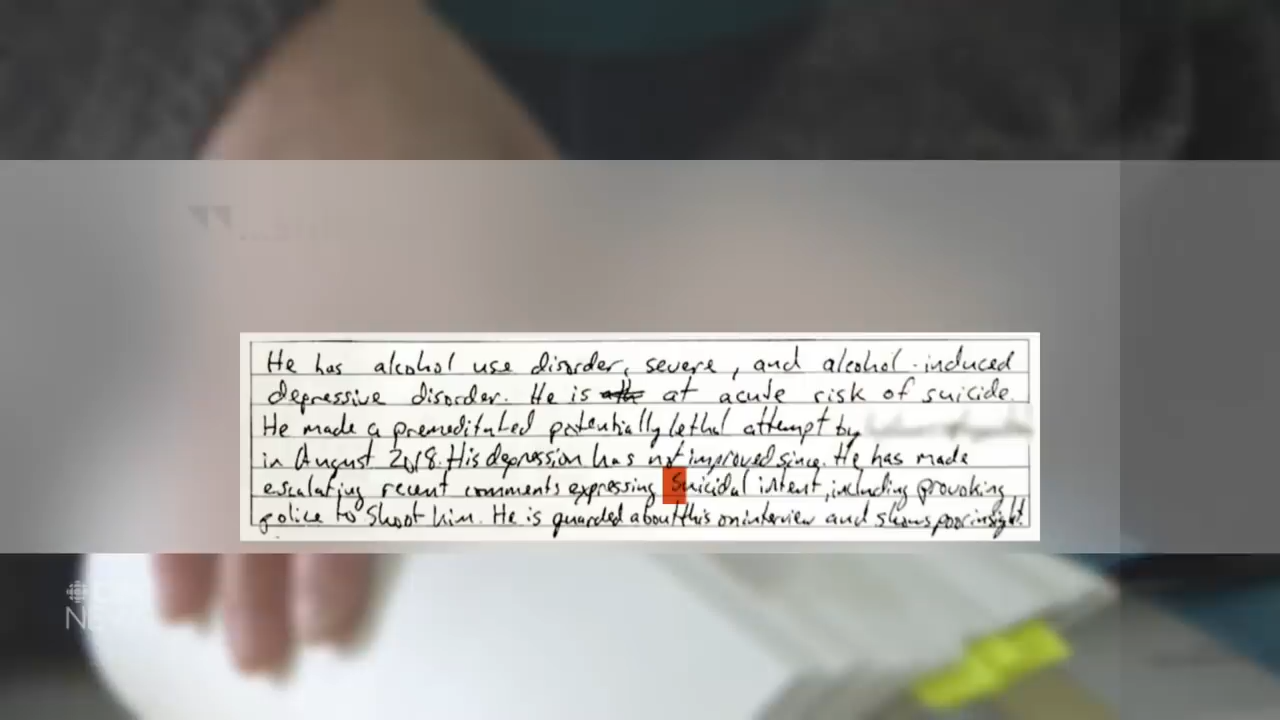 He has alcohol use disorder, severe, and alcohol-induced
depressive disorder. He is at acute risk of suicide.
He made a premeditated potentially lethal attempt by
in August 2018. His depression has not improved since. He has made
escalating recent comments expressing suicidal intent, including provoking
police to shoot him. He is guarded about this on interview and shows poor insight.
NE